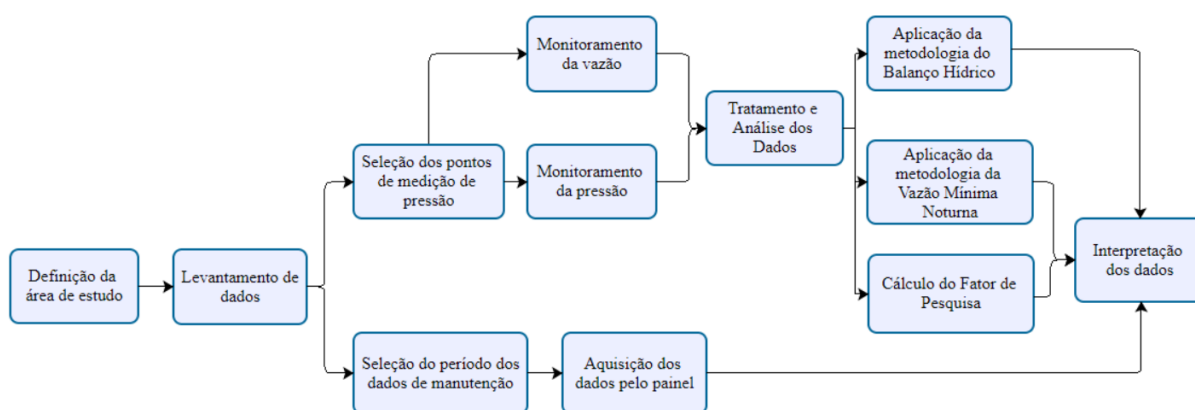 Definição da
área de estudo
Levantamento de
dados
Seleção dos pontos
de medição de
pressão
Monitoramento
da vazão
Monitoramento
da pressão
Tratamento e
Análise dos
Dados
Aplicação da
metodologia do
Balanço Hídrico
Aplicação da
metodologia da
Vazão Mínima
Noturna
Cálculo do Fator de
Pesquisa
Seleção do período dos
dados de manutenção
Aquisição dos
dados pelo painel
Interpretação
dos dados